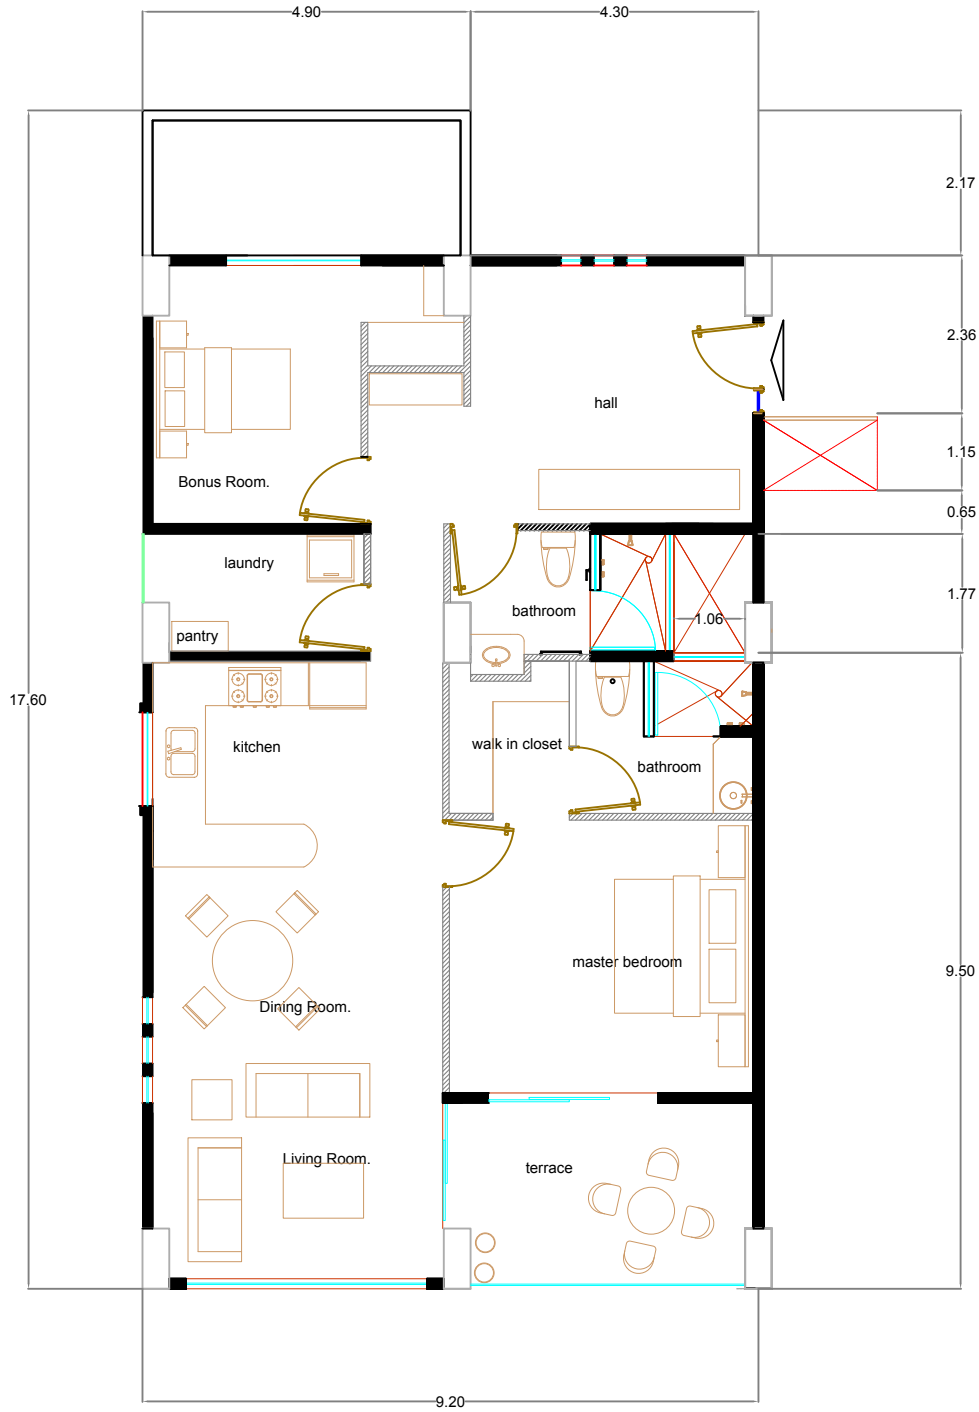 4.90
4.30
2.17
2.36
hall
1.15
Bonus Room.
0.65
laundry
1.77
bathroom
1.06
pantry
17.60
kitchen
walk in closet
bathroom
master bedroom
9.50
Dining Room.
Living Room.
terrace
9.20